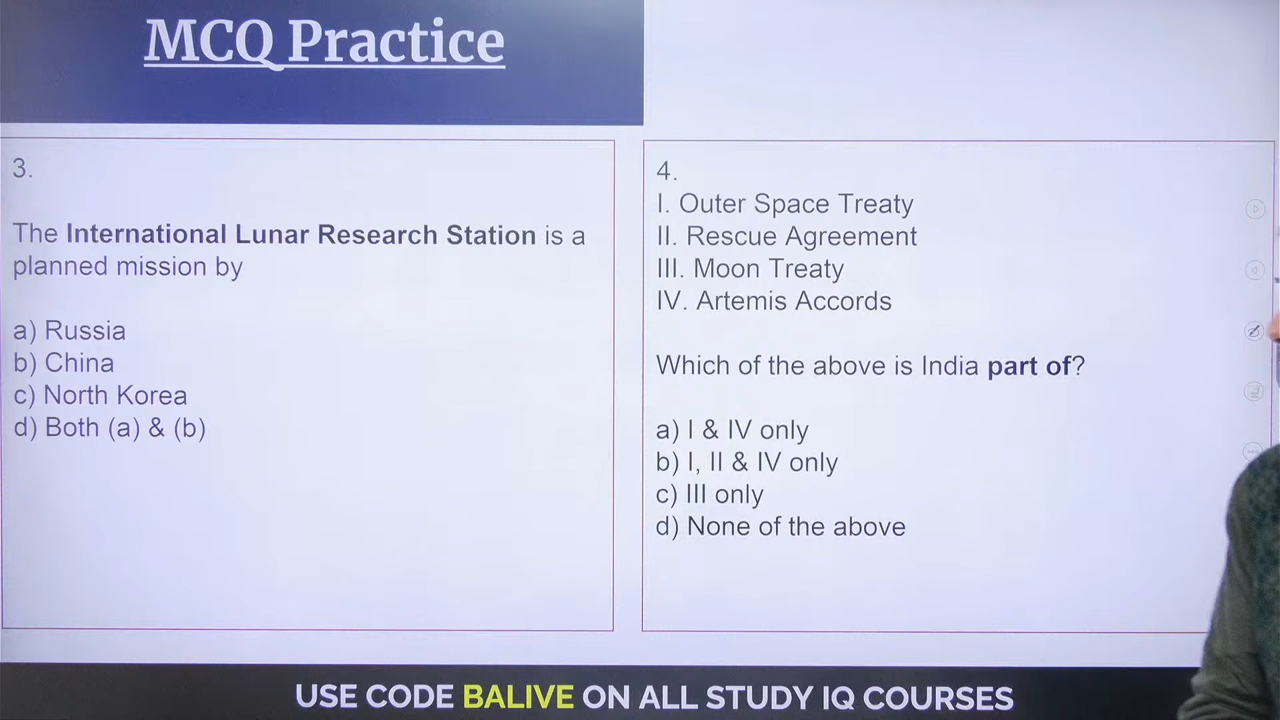 MCQ Practice
3.
The International Lunar Research Station is a
planned mission by
a) Russia
b) China
c) North Korea
d) Both (a) & (b)
4.
I. Outer Space Treaty
II. Rescue Agreement
III. Moon Treaty
IV. Artemis Accords
Which of the above is India part of?
a) I & IV only
b) I, II & IV only
c) III only
d) None of the above
USE CODE BALIVE ON ALL STUDY IQ COURSES